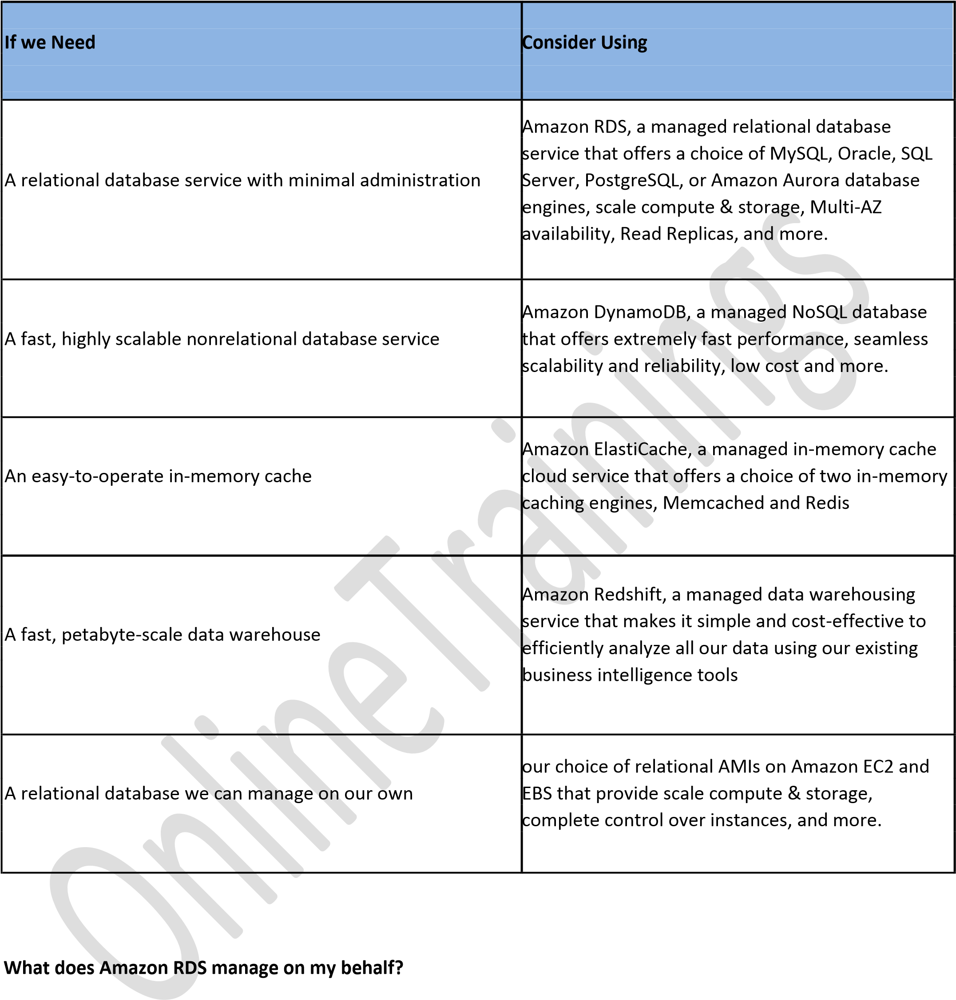 If we Need
Consider Using
A relational database service with minimal administration
Amazon RDS, a managed relational database
service that offers a choice of MySQL, Oracle, SQL
Server, PostgreSQL, or Amazon Aurora database
engines, scale compute & storage, Multi-AZ
availability, Read Replicas, and more.
A fast, highly scalable nonrelational database service
Amazon DynamoDB, a managed NoSQL database
that offers extremely fast performance, seamless
scalability and reliability, low cost and more.
An easy-to-operate in-memory cache
Amazon ElastiCache, a managed in-memory cache
cloud service that offers a choice of two in-memory
caching engines, Memcached and Redis
A fast, petabyte-scale data warehouse
Amazon Redshift, a managed data warehousing
service that makes it simple and cost-effective to
efficiently analyze all our data using our existing
business intelligence tools
A relational database we can manage on our own
our choice of relational AMIs on Amazon EC2 and
EBS that provide scale compute & storage,
complete control over instances, and more.
What does Amazon RDS manage on my behalf?
OnlineTrainings